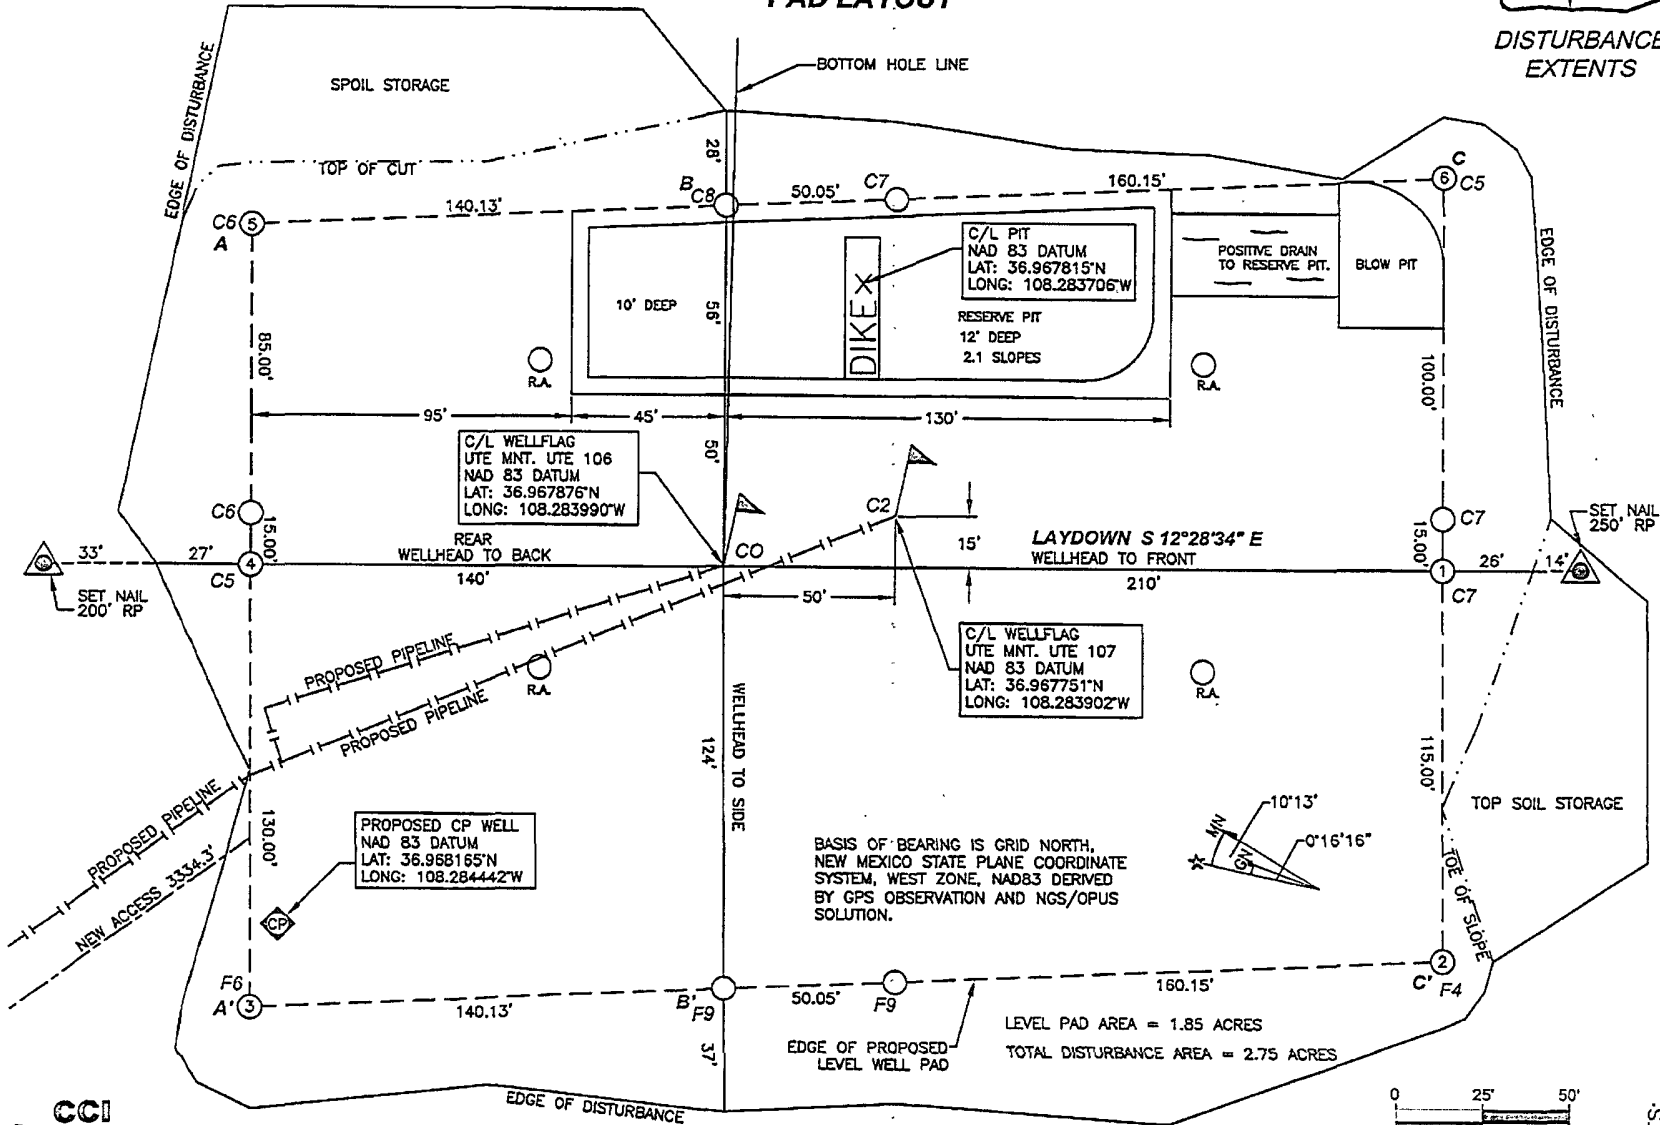 PAD LAYOUT
DISTURBANCE
EXTENTS
BOTTOM HOLE LINE
SPOIL STORAGE
EDGE OF DISTURBANCE
TOP OF CUT
28'
B
C8
50.05'
C7
160.15'
C
6
C5
140.13'
C6
5
A
C/L PIT
NAD 83 DATUM
LAT: 36.967815°N
LONG: 108.283706°W
POSITIVE DRAIN
TO RESERVE PIT.
BLOW PIT
EDGE OF DISTURBANCE
10' DEEP
56'
DIKE X
RESERVE PIT
12' DEEP
2.1 SLOPES
85.00'
R.A.
R.A.
100.00'
95'
45'
130'
50'
C/L WELLFLAG
UTE MNT. UTE 106
NAD 83 DATUM
LAT: 36.967876°N
LONG: 108.283990°W
C2
C6
15.00'
C7
15.00'
SET NAIL
250' RP
33'
27'
4
C5
REAR
WELLHEAD TO BACK
140'
CO
15'
LAYDOWN S 12°28'34" E
WELLHEAD TO FRONT
210'
1
26'
14'
C7
SET NAIL
200' RP
50'
C/L WELLFLAG
UTE MNT. UTE 107
NAD 83 DATUM
LAT: 36.967751°N
LONG: 108.283902°W
PROPOSED PIPELINE
R.A.
R.A.
PROPOSED PIPELINE
WELLHEAD TO SIDE
124'
115.00'
TOP SOIL STORAGE
PROPOSED PIPELINE
NEW ACCESS 3334.3'
130.00'
PROPOSED CP WELL
NAD 83 DATUM
LAT: 36.968165°N
LONG: 108.284442°W
CP
BASIS OF BEARING IS GRID NORTH,
NEW MEXICO STATE PLANE COORDINATE
SYSTEM, WEST ZONE, NAD83 DERIVED
BY GPS OBSERVATION AND NGS/OPUS
SOLUTION.
MN
GN
10°13'
0°16'16"
TOE OF SLOPE
F6
A'
3
140.13'
B'
F9
50.05'
F9
160.15'
2
C'
F4
37'
EDGE OF PROPOSED
LEVEL WELL PAD
LEVEL PAD AREA = 1.85 ACRES
TOTAL DISTURBANCE AREA = 2.75 ACRES
EDGE OF DISTURBANCE
CCI
0 25' 50'